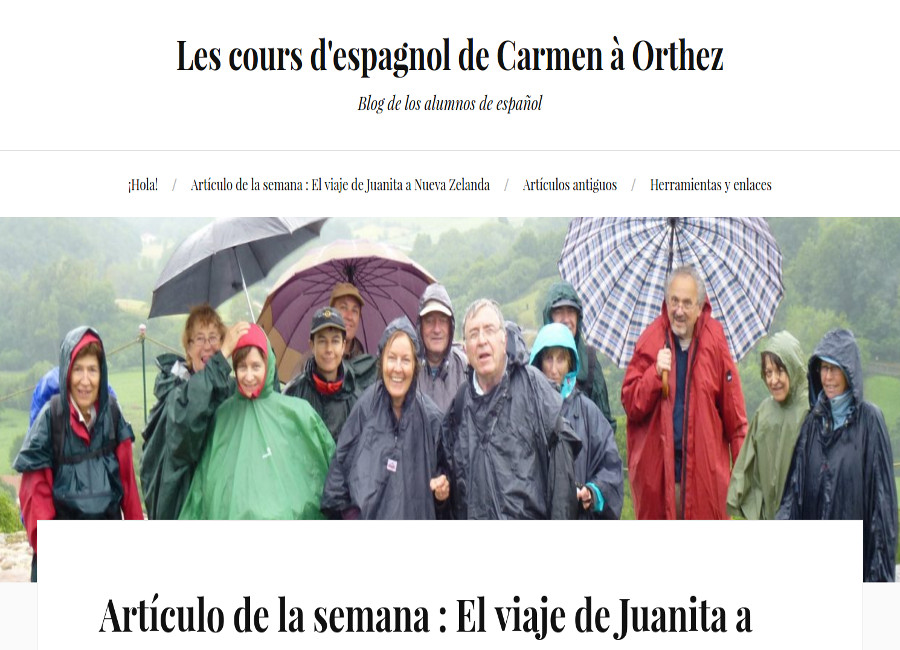 Les cours d'espagnol de Carmen à Orthez
Blog de los alumnos de español
¡Hola! / Artículo de la semana : El viaje de Juanita a Nueva Zelanda / Artículos antiguos / Herramientas y enlaces
Artículo de la semana : El viaje de Juanita a